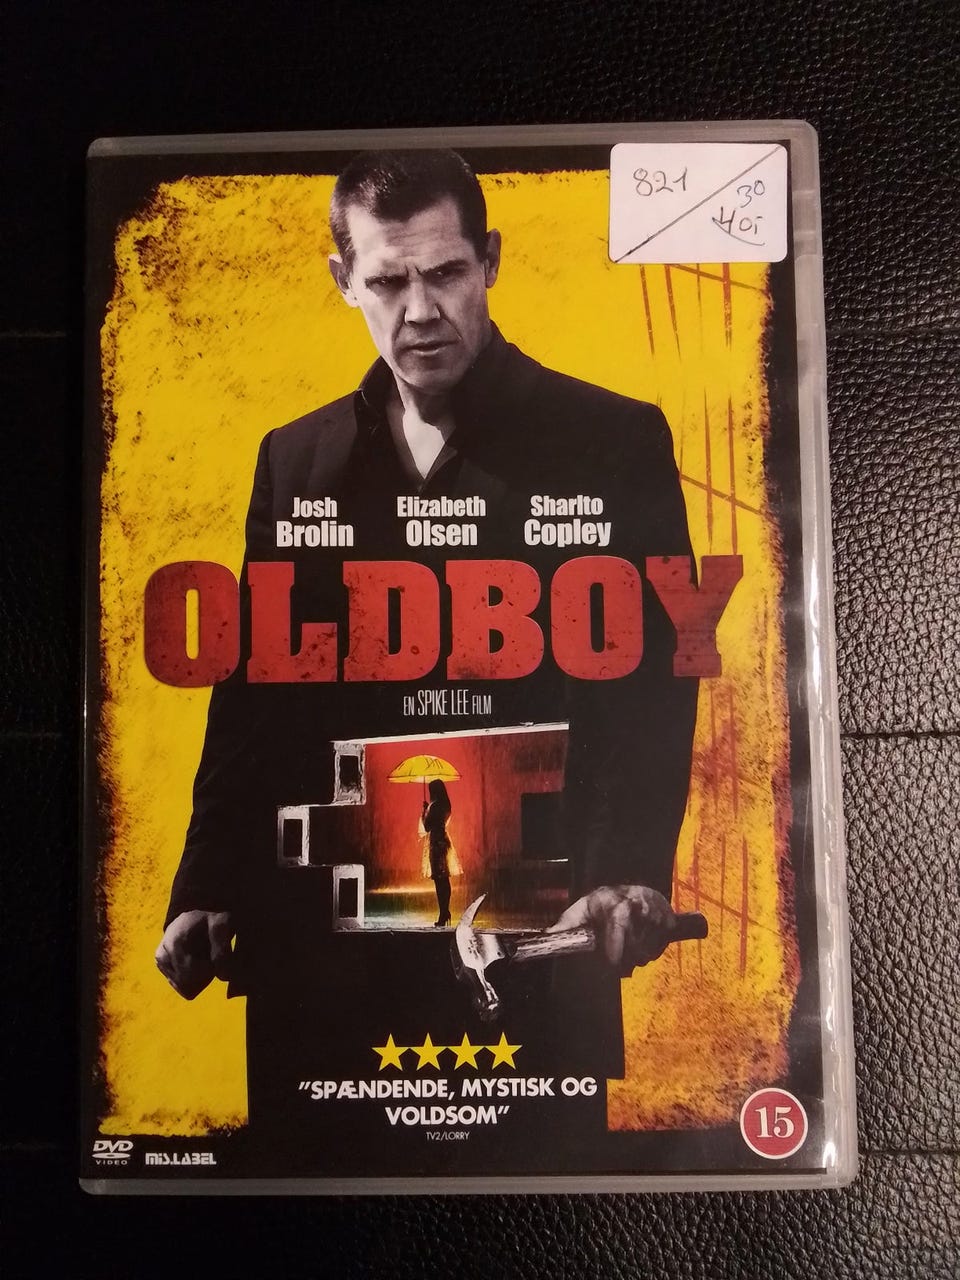 821
30
40,-
Josh Elizabeth Sharlto
Brolin Olsen Copley
OLDBOY
EN SPIKE LEE FILM
"SPÆNDENDE, MYSTISK OG
VOLDSOM"
TV2/LORRY
15
DVD
VIDEO
MIS.LABEL